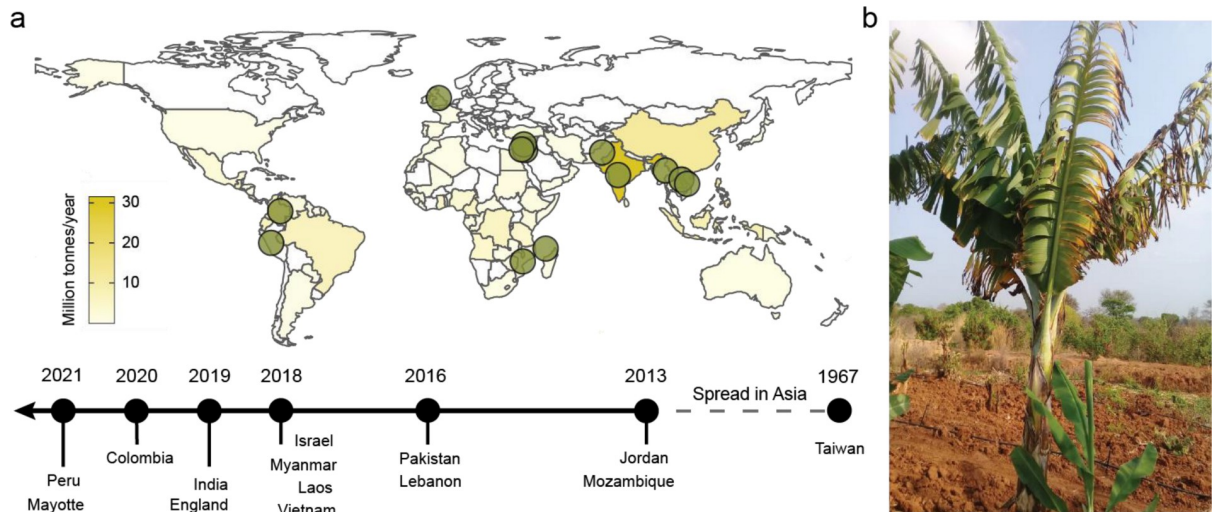 a
b
Million tonnes/year
30
20
10
2021
2020
2019
2018
2016
2013
Spread in Asia
1967
Peru
Mayotte
Colombia
India
England
Israel
Myanmar
Laos
Vietnam
Pakistan
Lebanon
Jordan
Mozambique
Taiwan